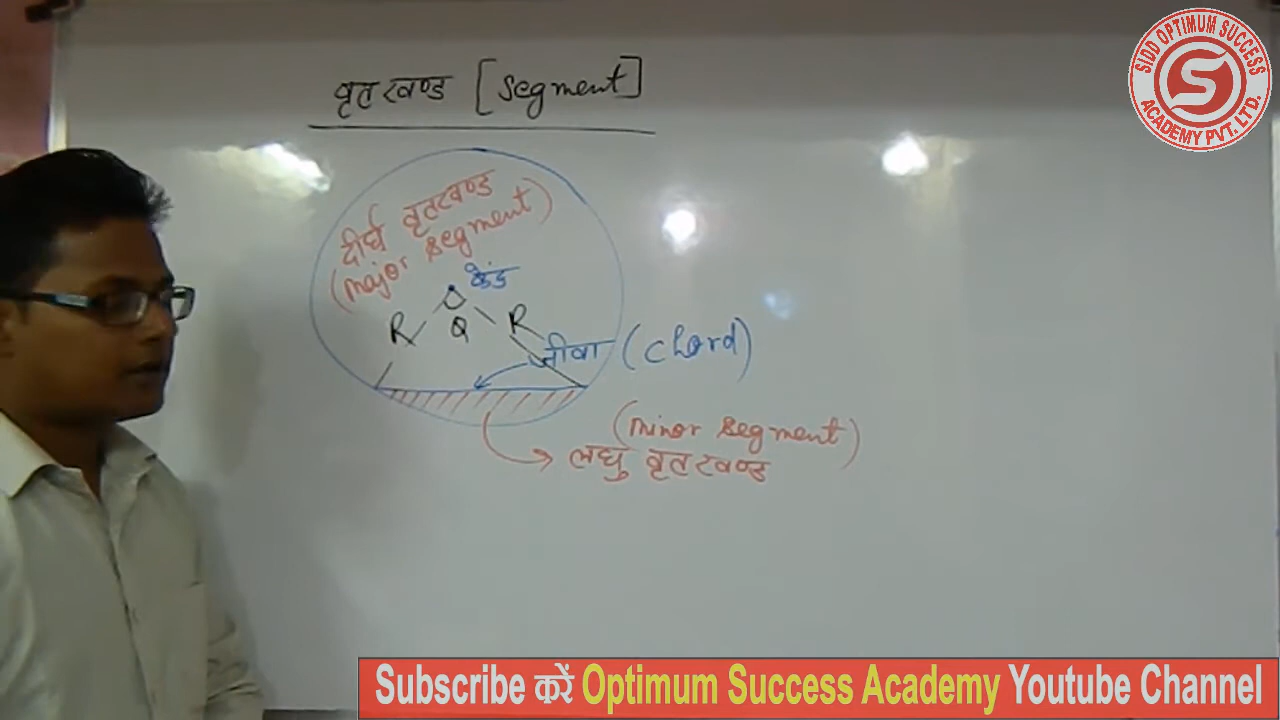 वृतखण्ड [Segment]
दीर्घ वृतखण्ड
(major segment)
केंद्र
R
Q
R
जीवा (Chord)
(minor segment)
लघु वृतखण्ड
SIDD OPTIMUM SUCCESS
S
ACADEMY PVT. LTD.
Subscribe करें Optimum Success Academy Youtube Channel